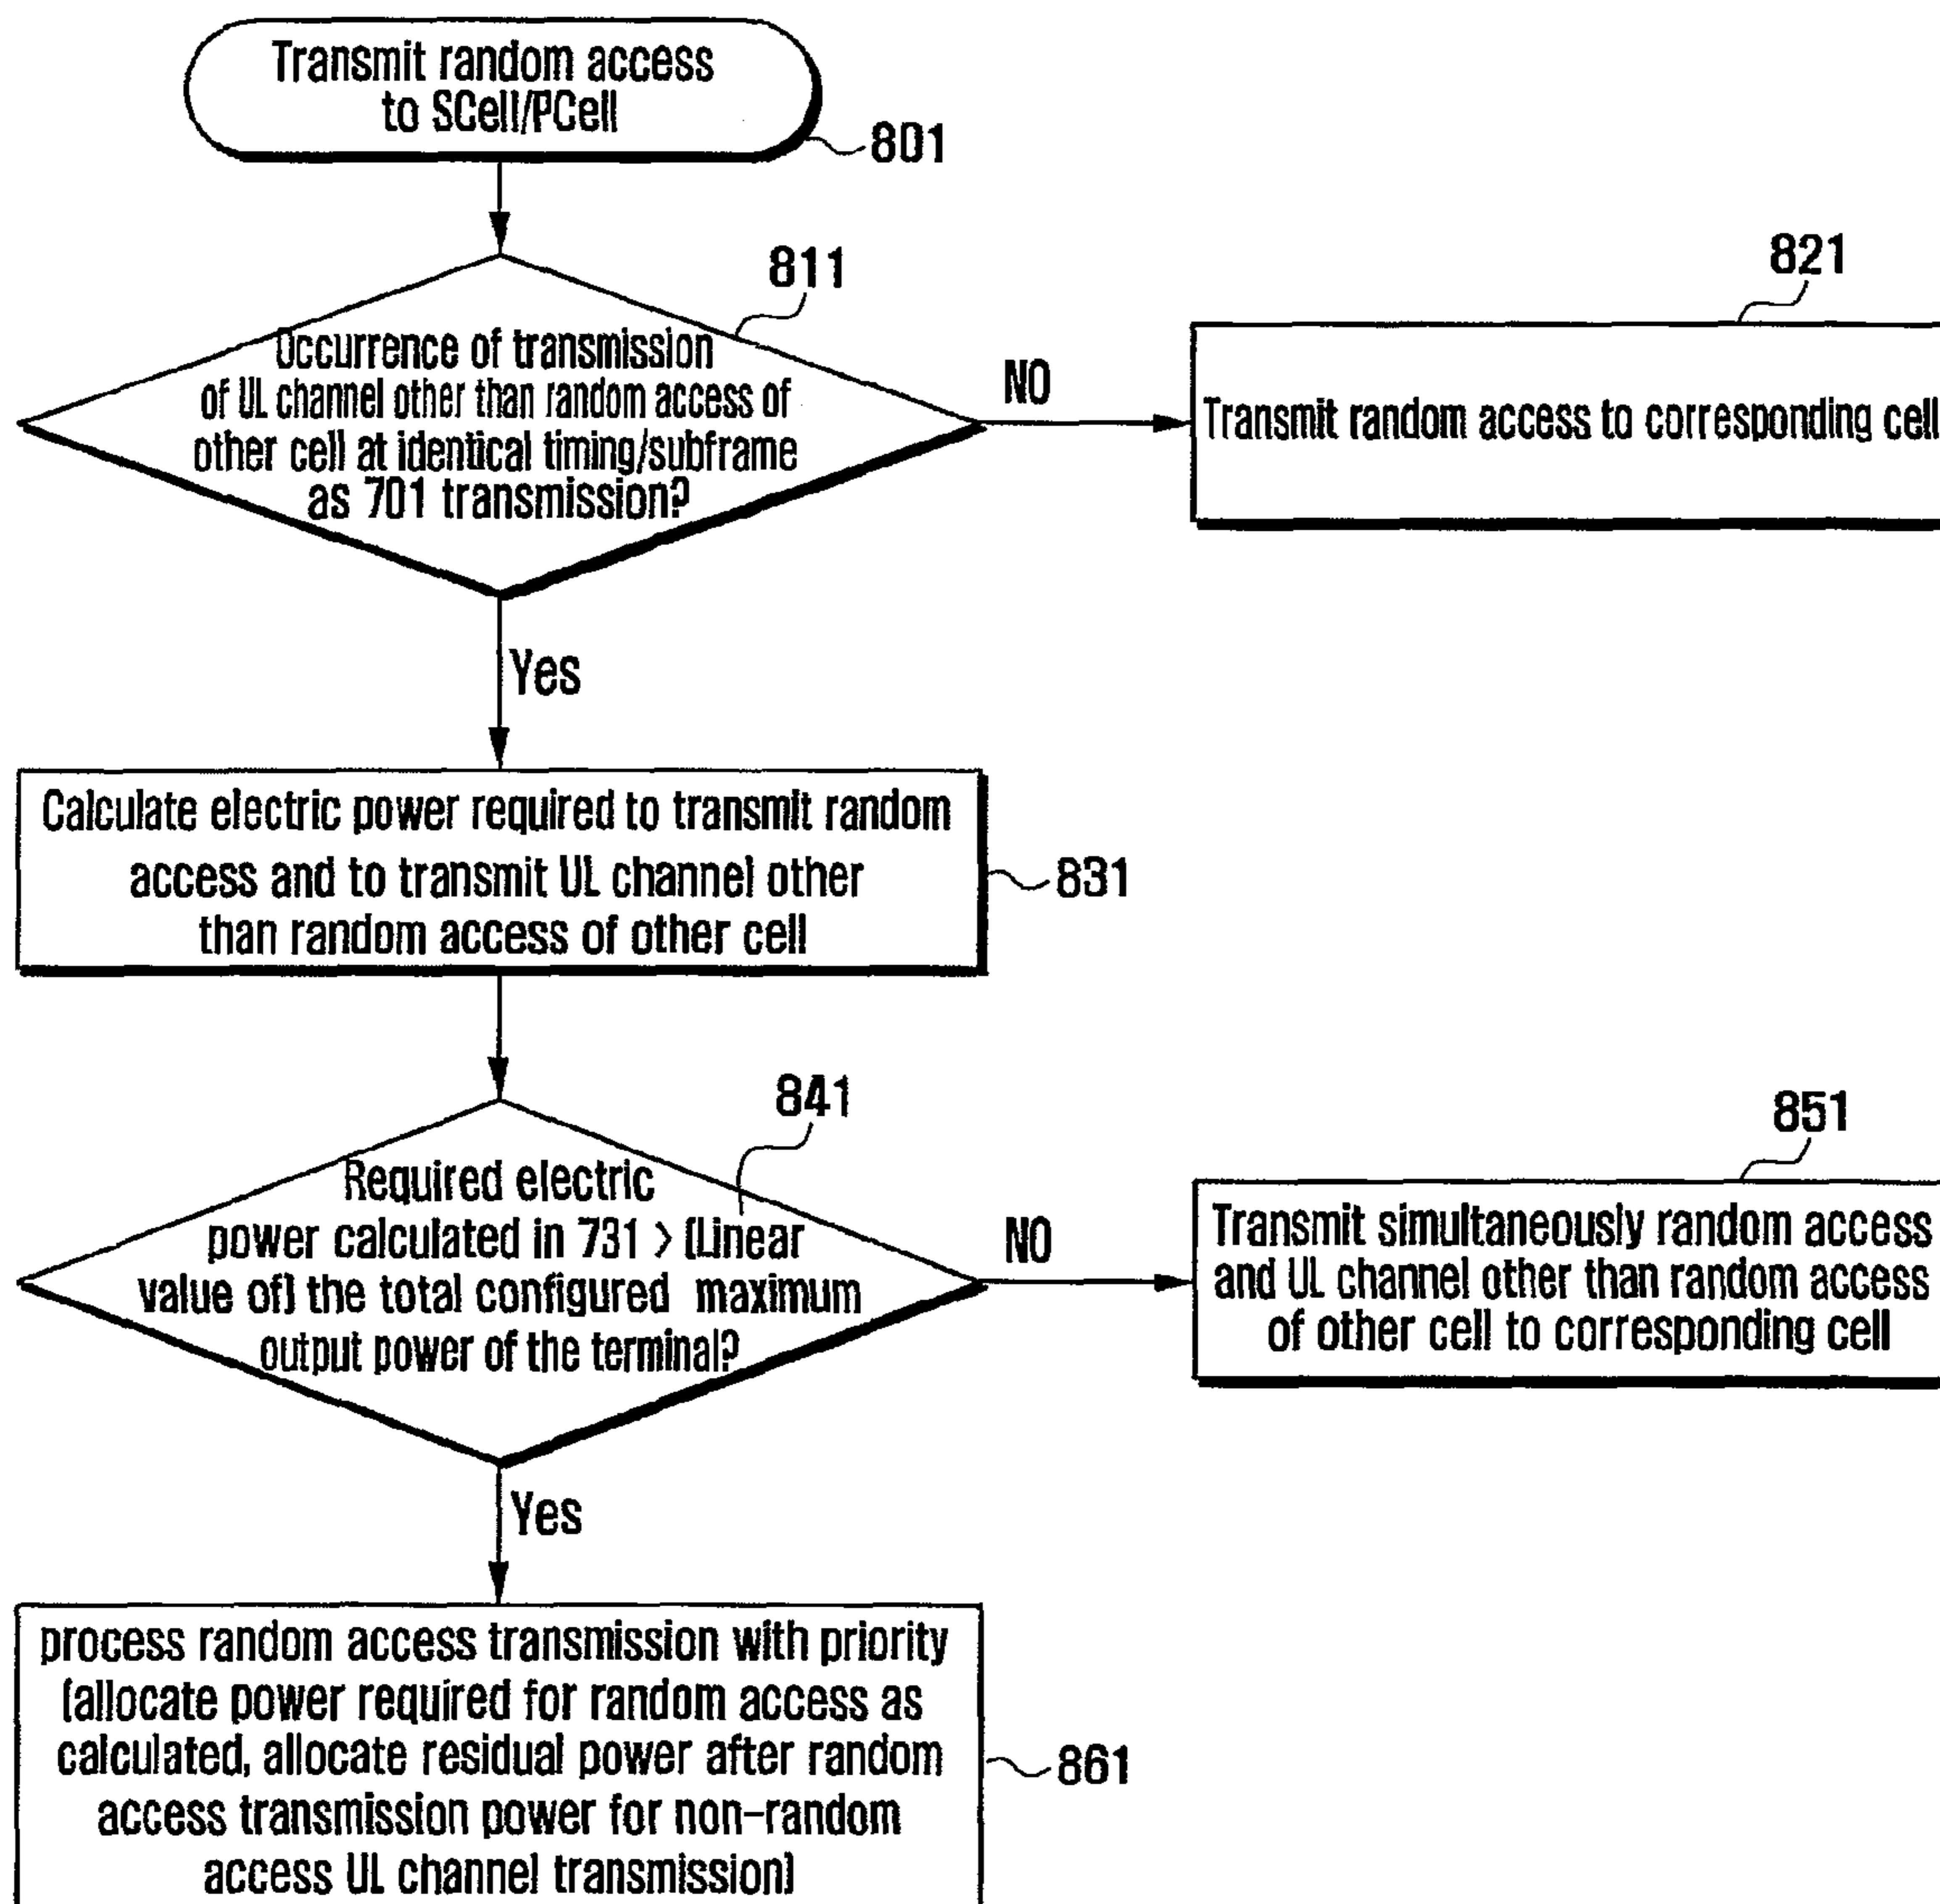 Transmit random access
to SCell/PCell
801
811
Occurrence of transmission
of UL channel other than random access of
other cell at identical timing/subframe
as 701 transmission?
NO
821
Transmit random access to corresponding cell
Yes
Calculate electric power required to transmit random
access and to transmit UL channel other
than random access of other cell
831
841
Required electric
power calculated in 731 > (Linear
value of) the total configured maximum
output power of the terminal?
NO
851
Transmit simultaneously random access
and UL channel other than random access
of other cell to corresponding cell
Yes
process random access transmission with priority
(allocate power required for random access as
calculated, allocate residual power after random
access transmission power for non-random
access UL channel transmission)
861